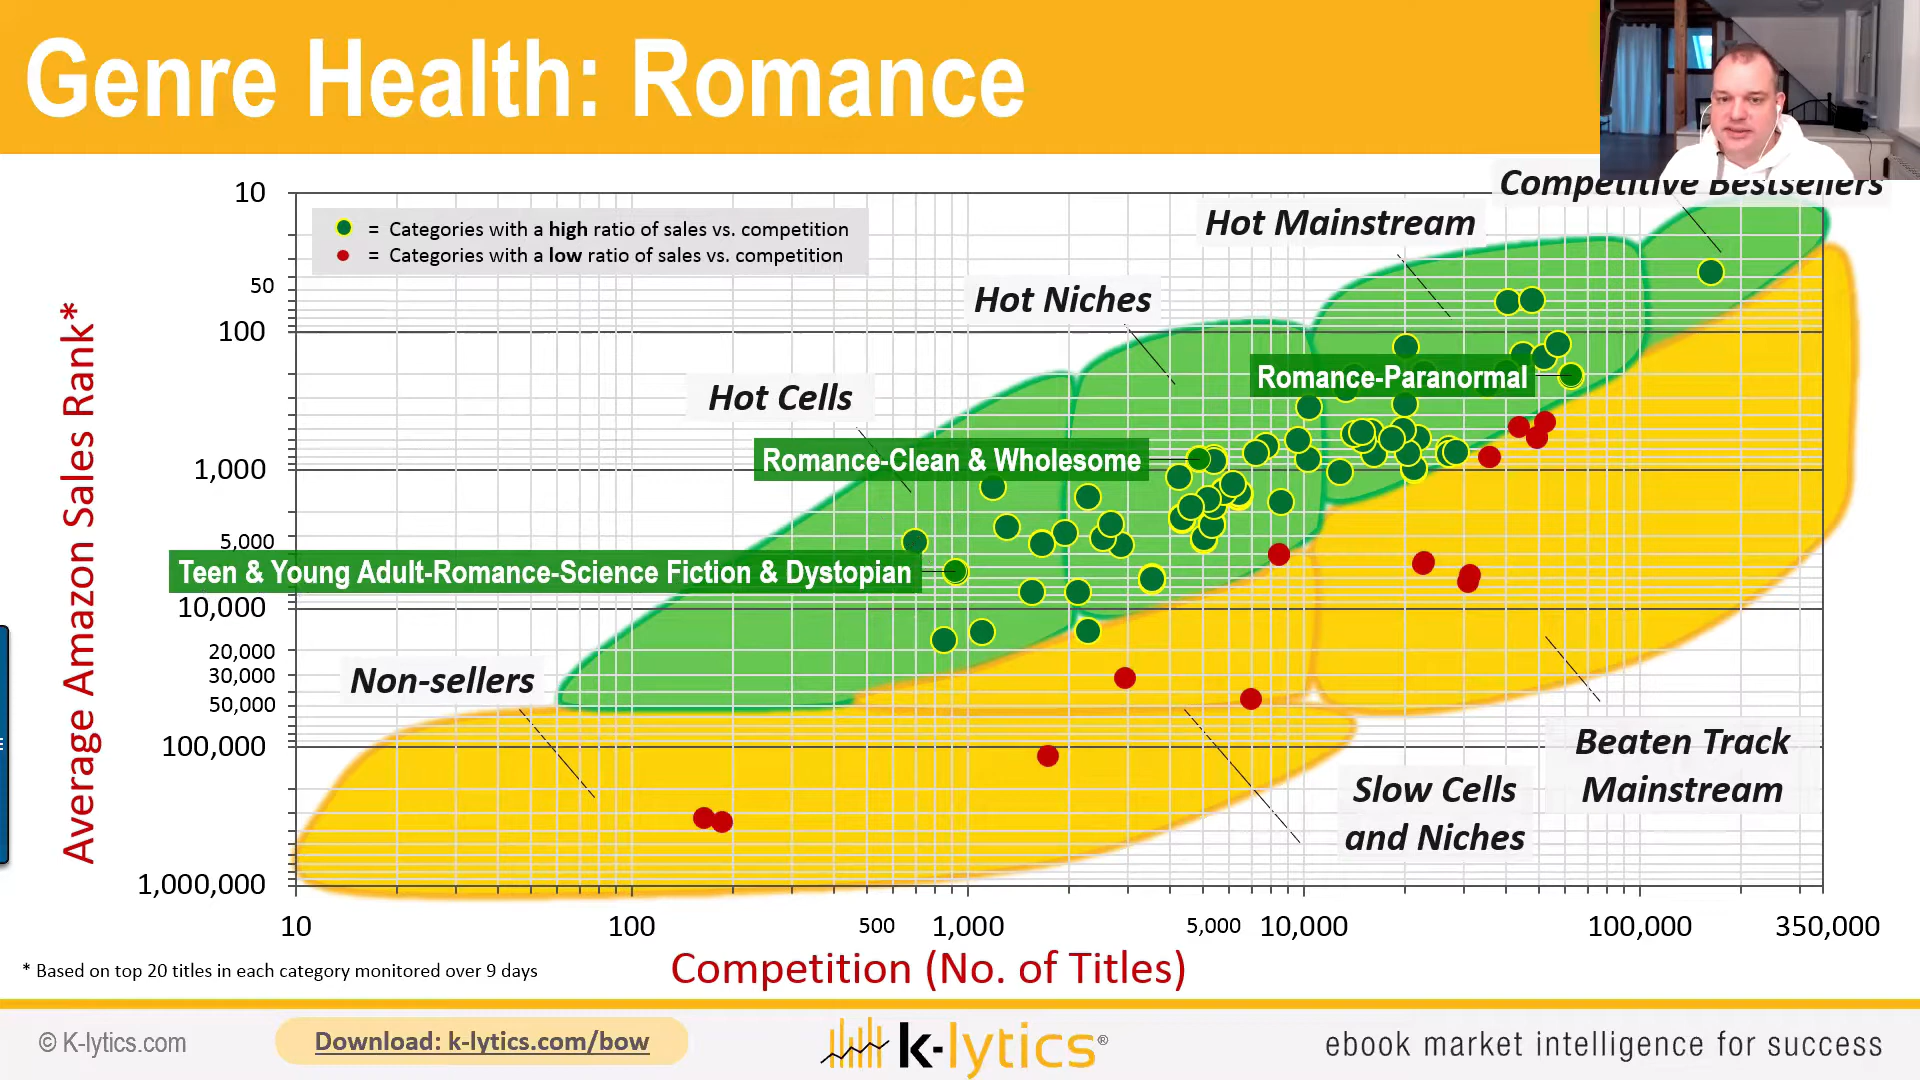 Genre Health: Romance
Competitive Bestsellers
Hot Mainstream
Hot Niches
Hot Cells
= Categories with a high ratio of sales vs. competition
= Categories with a low ratio of sales vs. competition
Romance-Paranormal
Romance-Clean & Wholesome
Teen & Young Adult-Romance-Science Fiction & Dystopian
Non-sellers
Slow Cells
and Niches
Beaten Track
Mainstream
Average Amazon Sales Rank*
10
50
100
1,000
5,000
10,000
20,000
30,000
50,000
100,000
1,000,000
10
100
500
1,000
5,000
10,000
100,000
350,000
Competition (No. of Titles)
* Based on top 20 titles in each category monitored over 9 days
© K-lytics.com
Download: k-lytics.com/bow
k-lytics®
ebook market intelligence for success